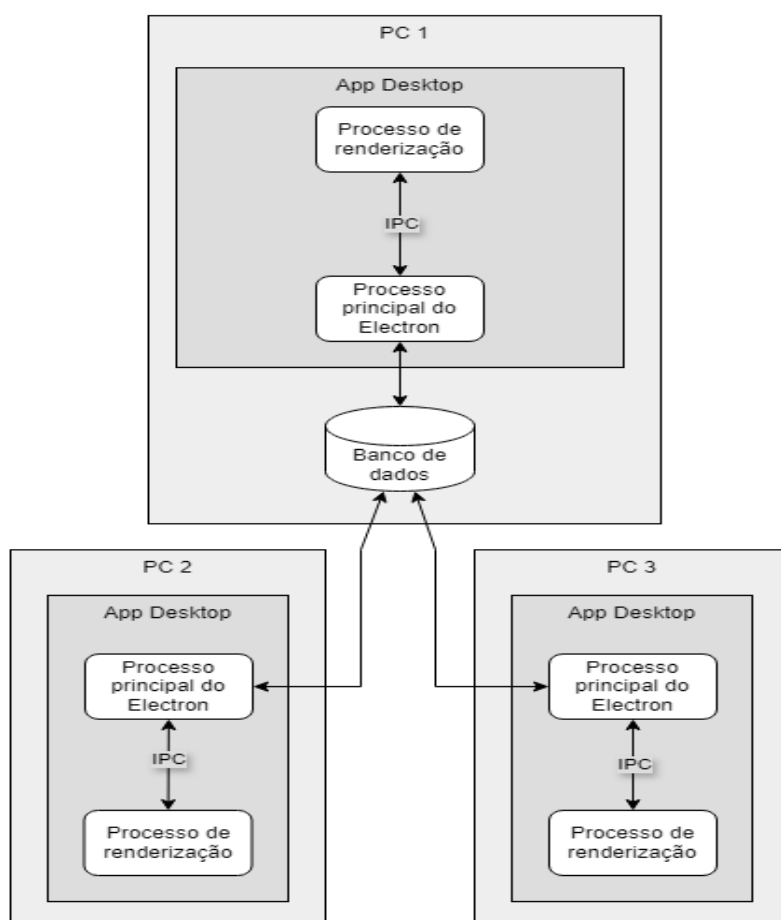 PC 1
App Desktop
Processo de
renderização
IPC
Processo
principal do
Electron
Banco de
dados
PC 2
App Desktop
Processo
principal do
Electron
IPC
Processo de
renderização
PC 3
App Desktop
Processo
principal do
Electron
IPC
Processo de
renderização